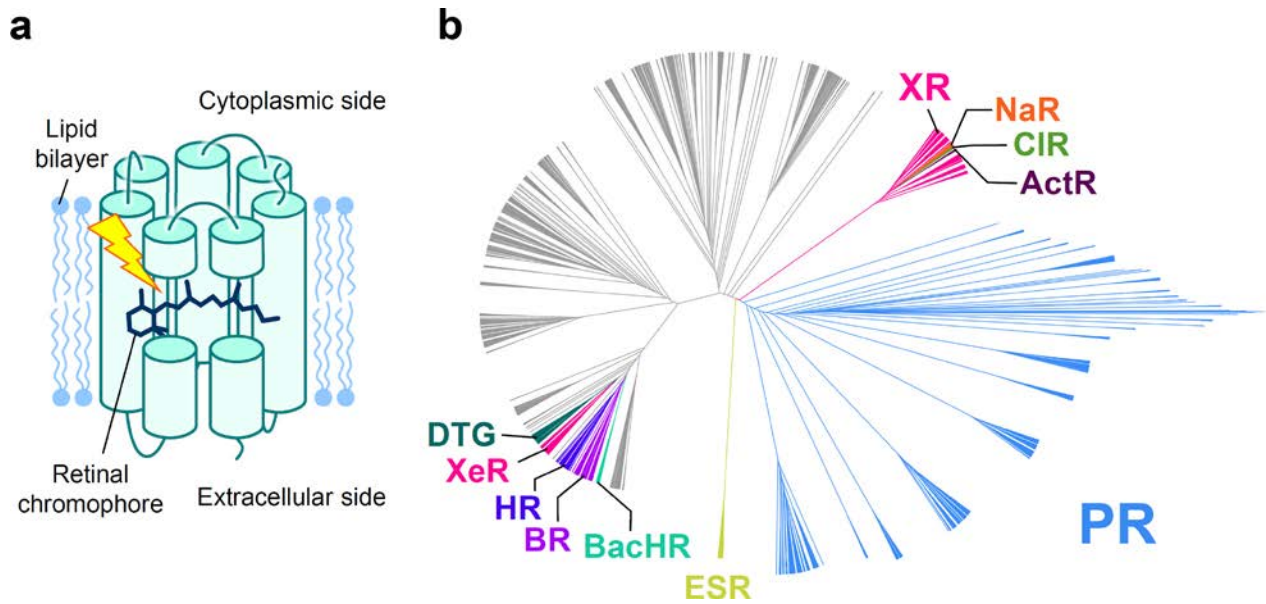 a
Cytoplasmic side
Lipid
bilayer
Retinal
chromophore
Extracellular side
b
XR
NaR
ClR
ActR
DTG
XeR
HR
BR
BacHR
ESR
PR